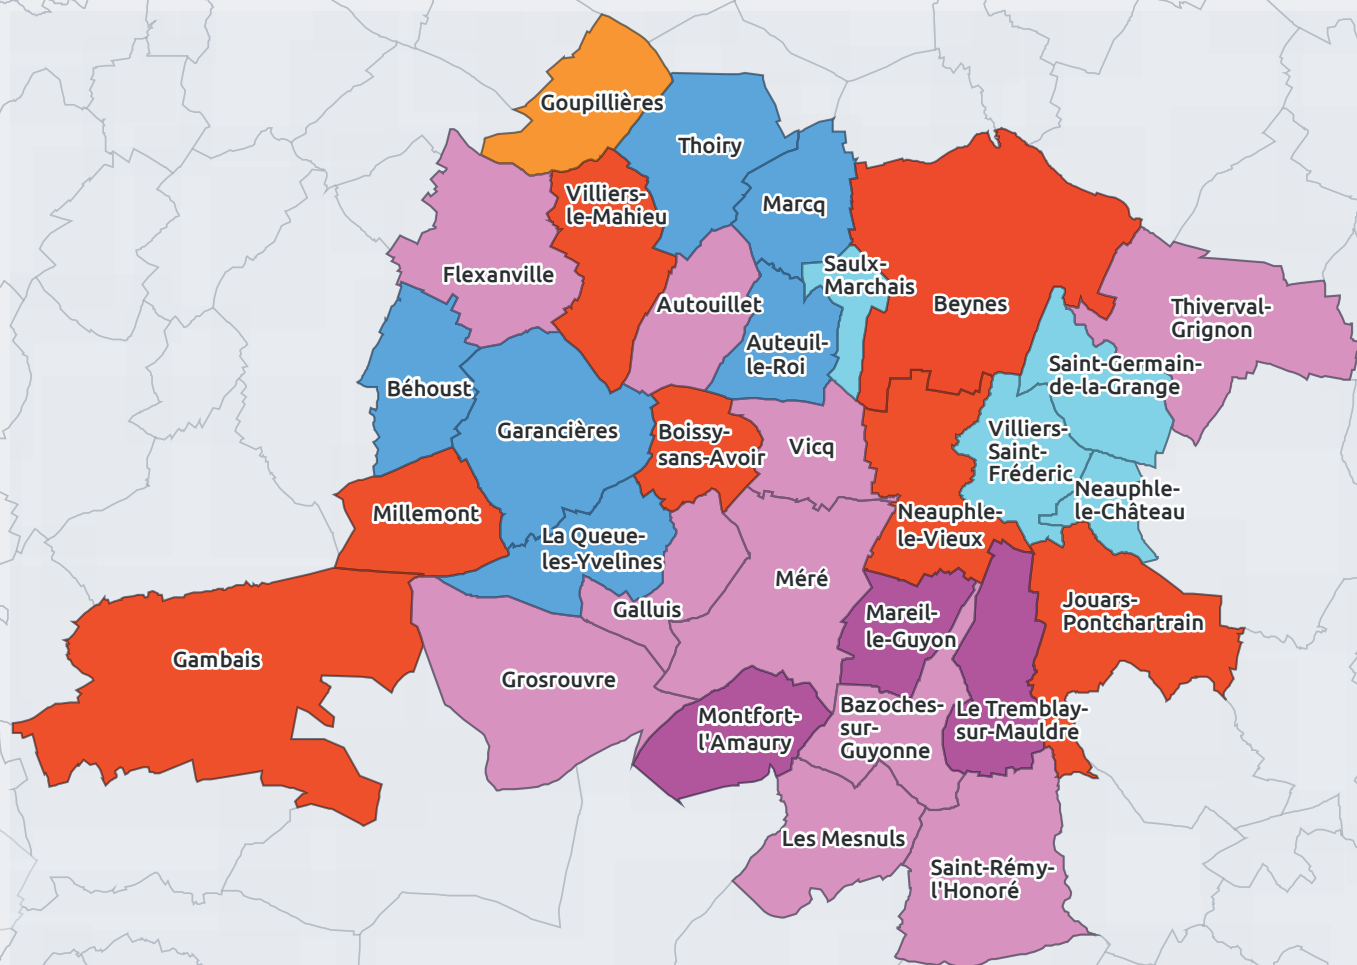 Goupillières
Thoiry
Villiers-
le-Mahieu
Marcq
Flexanville
Saulx-
Marchais
Autouillet
Beynes
Thiverval-
Grignon
Auteuil-
le-Roi
Saint-Germain-
de-la-Grange
Béhoust
Garancières
Boissy-
sans-Avoir
Vicq
Villiers-
Saint-
Fréderic
Neauphle-
le-Château
Millemont
Neauphle-
le-Vieux
La Queue-
les-Yvelines
Méré
Galluis
Mareil-
le-Guyon
Jouars-
Pontchartrain
Gambais
Grosrouvre
Montfort-
l'Amaury
Bazoches-
sur-
Guyonne
Le Tremblay-
sur-Mauldre
Les Mesnuls
Saint-Rémy-
l'Honoré